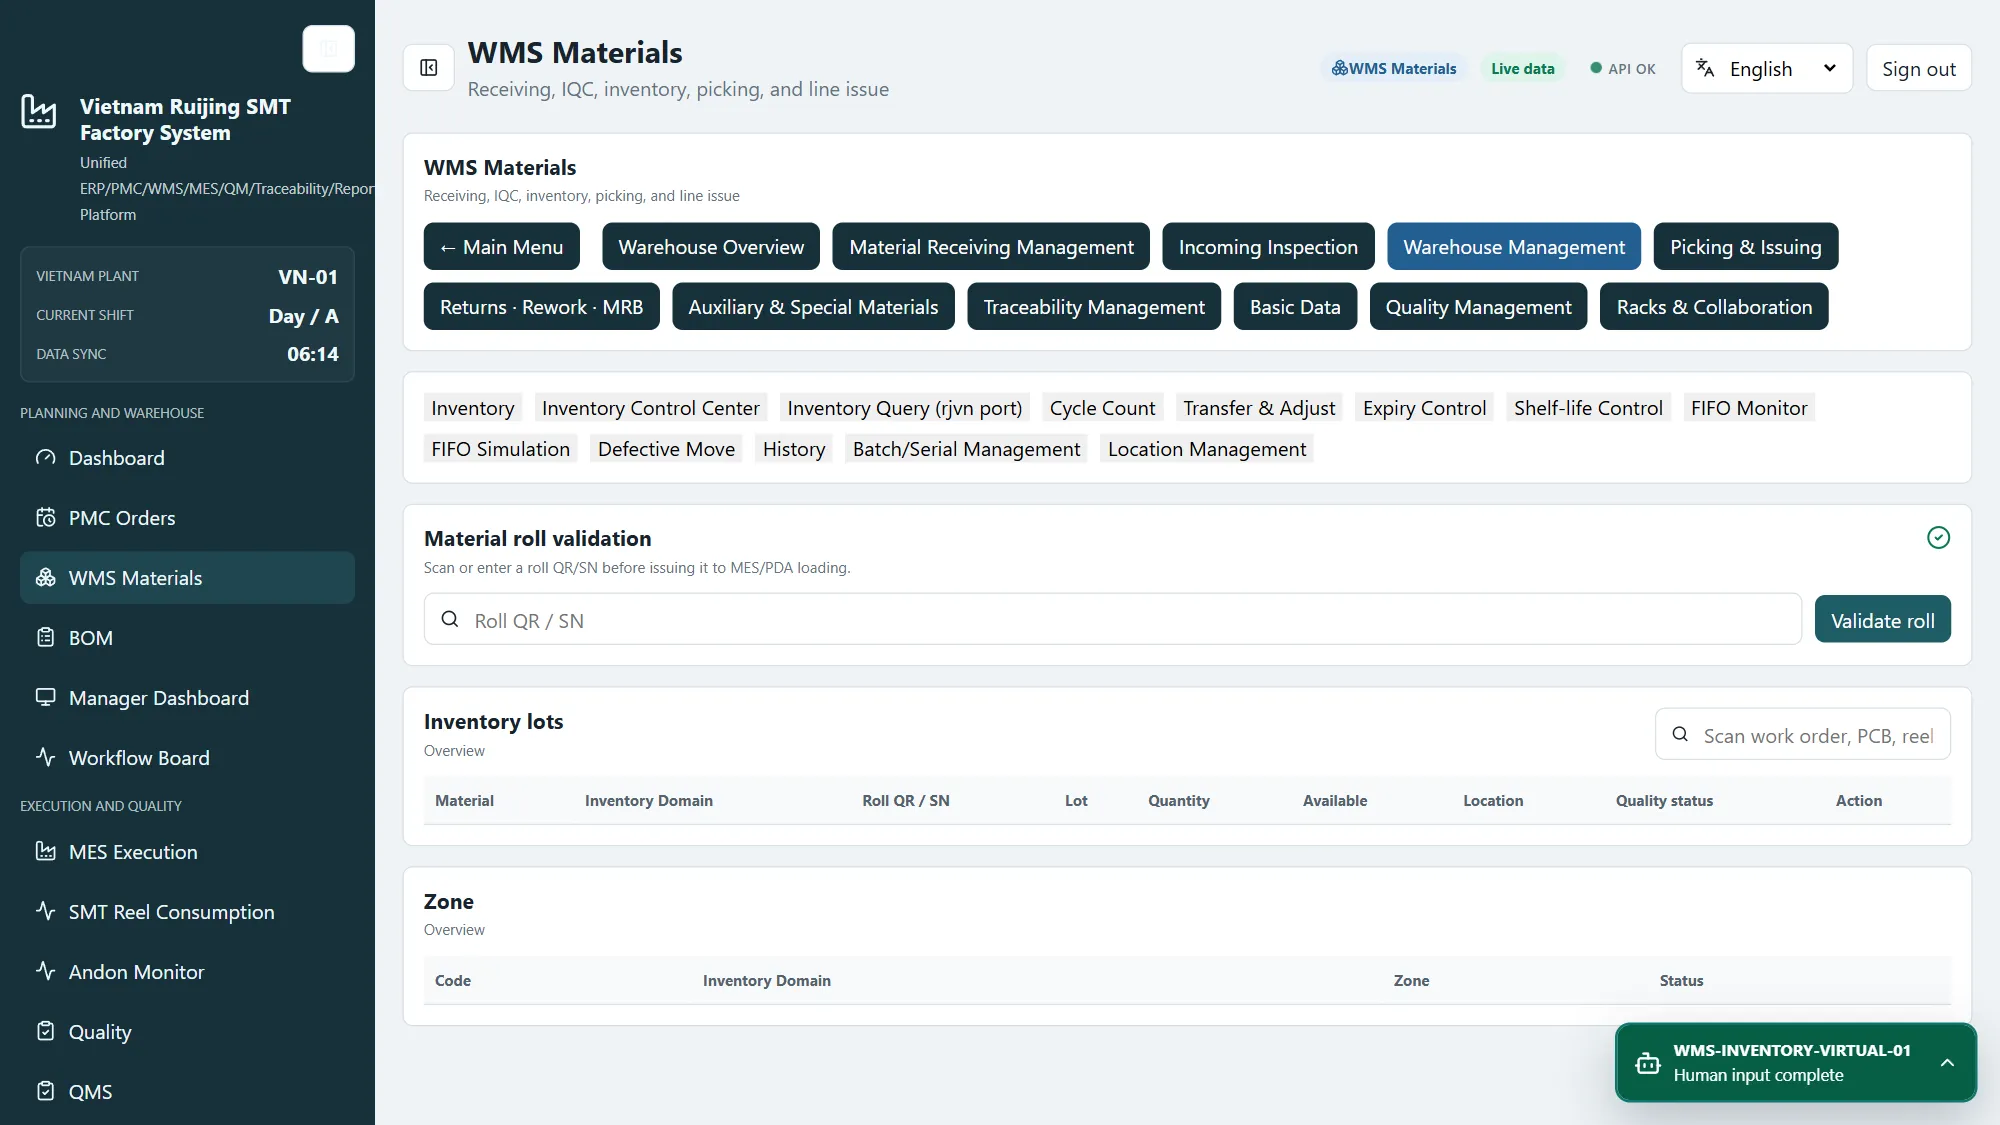 Vietnam Ruijing SMT
Factory System
Unified
ERP/PMC/WMS/MES/QM/Traceability/Repor
Platform
VIETNAM PLANT VN-01
CURRENT SHIFT Day / A
DATA SYNC 06:14
PLANNING AND WAREHOUSE
Dashboard
PMC Orders
WMS Materials
BOM
Manager Dashboard
Workflow Board
EXECUTION AND QUALITY
MES Execution
SMT Reel Consumption
Andon Monitor
Quality
QMS
WMS Materials
Receiving, IQC, inventory, picking, and line issue
WMS Materials Live data API OK English Sign out
WMS Materials
Receiving, IQC, inventory, picking, and line issue
← Main Menu Warehouse Overview Material Receiving Management Incoming Inspection Warehouse Management Picking & Issuing
Returns · Rework · MRB Auxiliary & Special Materials Traceability Management Basic Data Quality Management Racks & Collaboration
Inventory Inventory Control Center Inventory Query (rjvn port) Cycle Count Transfer & Adjust Expiry Control Shelf-life Control FIFO Monitor
FIFO Simulation Defective Move History Batch/Serial Management Location Management
Material roll validation
Scan or enter a roll QR/SN before issuing it to MES/PDA loading.
Roll QR / SN Validate roll
Inventory lots
Overview
Scan work order, PCB, reel
Material Inventory Domain Roll QR / SN Lot Quantity Available Location Quality status Action
Zone
Overview
Code Inventory Domain Zone Status
WMS-INVENTORY-VIRTUAL-01
Human input complete